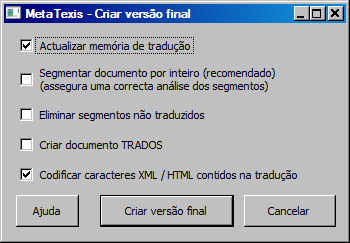 MetaTexis - Criar versão final
Actualizar memória de tradução
Segmentar documento por inteiro (recomendado)
(assegura uma correcta análise dos segmentos)
Eliminar segmentos não traduzidos
Criar documento TRADOS
Codificar caracteres XML / HTML contidos na tradução
Ajuda
Criar versão final
Cancelar